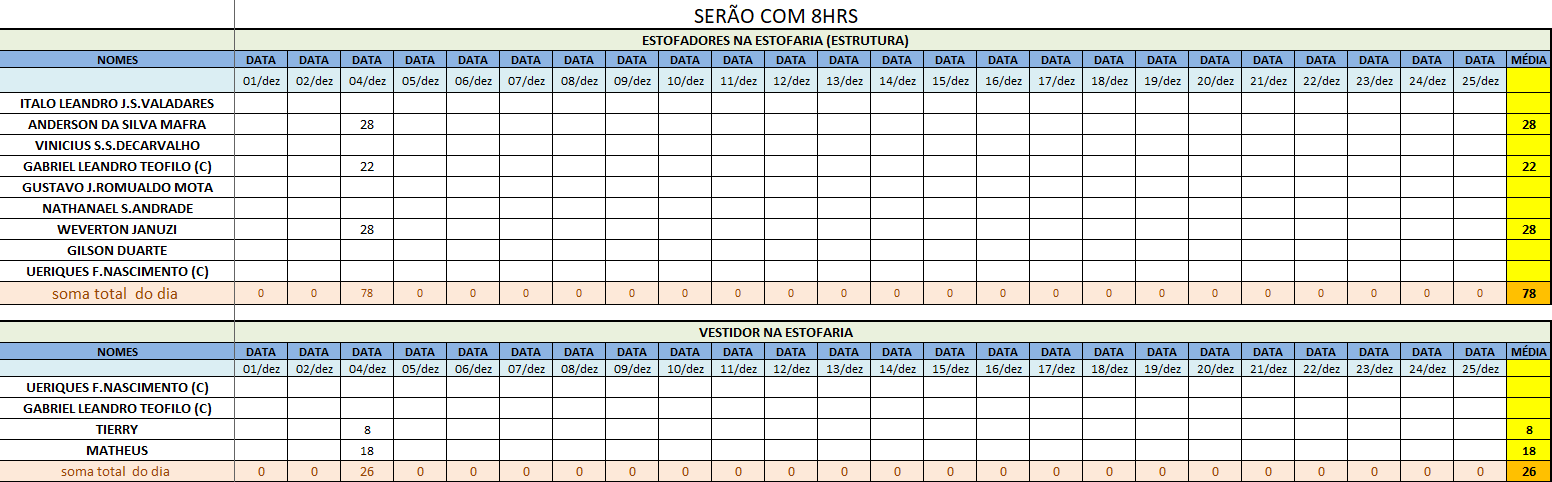 SERÃO COM 8HRS
ESTOFADORES NA ESTOFARIA (ESTRUTURA)
NOMES DATA DATA DATA DATA DATA DATA DATA DATA DATA DATA DATA DATA DATA DATA DATA DATA DATA DATA DATA DATA DATA DATA DATA DATA MÉDIA
01/dez 02/dez 04/dez 05/dez 06/dez 07/dez 08/dez 09/dez 10/dez 11/dez 12/dez 13/dez 14/dez 15/dez 16/dez 17/dez 18/dez 19/dez 20/dez 21/dez 22/dez 23/dez 24/dez 25/dez
ITALO LEANDRO J.S.VALADARES
ANDERSON DA SILVA MAFRA 28 28
VINICIUS S.S.DECARVALHO
GABRIEL LEANDRO TEOFILO (C) 22 22
GUSTAVO J.ROMUALDO MOTA
NATHANAEL S.ANDRADE
WEVERTON JANUZI 28 28
GILSON DUARTE
UERIQUES F.NASCIMENTO (C)
soma total do dia 0 0 78 0 0 0 0 0 0 0 0 0 0 0 0 0 0 0 0 0 0 0 0 0 78
VESTIDOR NA ESTOFARIA
NOMES DATA DATA DATA DATA DATA DATA DATA DATA DATA DATA DATA DATA DATA DATA DATA DATA DATA DATA DATA DATA DATA DATA DATA DATA MÉDIA
01/dez 02/dez 04/dez 05/dez 06/dez 07/dez 08/dez 09/dez 10/dez 11/dez 12/dez 13/dez 14/dez 15/dez 16/dez 17/dez 18/dez 19/dez 20/dez 21/dez 22/dez 23/dez 24/dez 25/dez
UERIQUES F.NASCIMENTO (C)
GABRIEL LEANDRO TEOFILO (C)
TIERRY 8 8
MATHEUS 18 18
soma total do dia 0 0 26 0 0 0 0 0 0 0 0 0 0 0 0 0 0 0 0 0 0 0 0 0 26